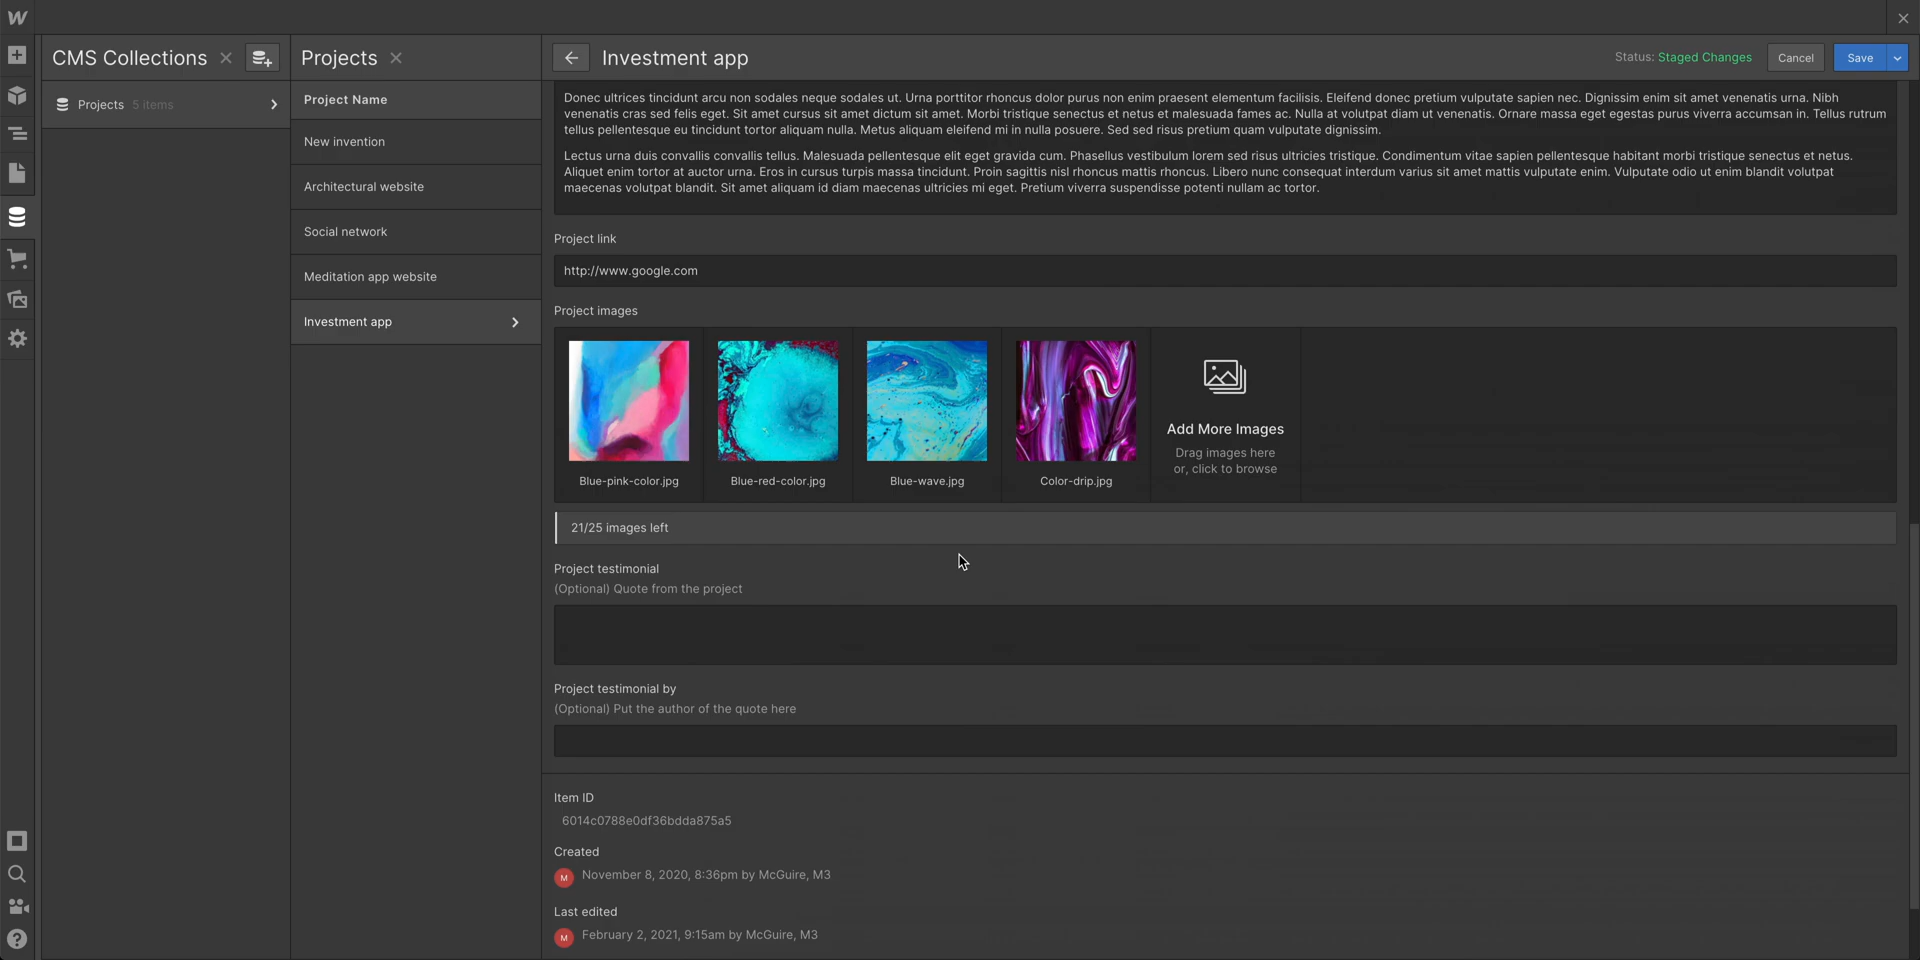 W
CMS Collections
Projects
Investment app
Status: Staged Changes
Cancel
Save
Projects 5 items
Project Name
New invention
Architectural website
Social network
Meditation app website
Investment app
Donec ultrices tincidunt arcu non sodales neque sodales ut. Urna porttitor rhoncus dolor purus non enim praesent elementum facilisis. Eleifend donec pretium vulputate sapien nec. Dignissim enim sit amet venenatis urna. Nibh
venenatis cras sed felis eget. Sit amet cursus sit amet dictum sit amet. Morbi tristique senectus et netus et malesuada fames ac. Nulla at volutpat diam ut venenatis. Ornare massa eget egestas purus viverra accumsan in. Tellus rutrum
tellus pellentesque eu tincidunt tortor aliquam nulla. Metus aliquam eleifend mi in nulla posuere. Sed sed risus pretium quam vulputate dignissim.
Lectus urna duis convallis convallis tellus. Malesuada pellentesque elit eget gravida cum. Phasellus vestibulum lorem sed risus ultricies tristique. Condimentum vitae sapien pellentesque habitant morbi tristique senectus et netus.
Aliquet enim tortor at auctor urna. Eros in cursus turpis massa tincidunt. Proin sagittis nisl rhoncus mattis rhoncus. Libero nunc consequat interdum varius sit amet mattis vulputate enim. Vulputate odio ut enim blandit volutpat
maecenas volutpat blandit. Sit amet aliquam id diam maecenas ultricies mi eget. Pretium viverra suspendisse potenti nullam ac tortor.
Project link
http://www.google.com
Project images
Blue-pink-color.jpg
Blue-red-color.jpg
Blue-wave.jpg
Color-drip.jpg
Add More Images
Drag images here
or, click to browse
21/25 images left
Project testimonial
(Optional) Quote from the project
Project testimonial by
(Optional) Put the author of the quote here
Item ID
6014c0788e0df36bdda875a5
Created
M November 8, 2020, 8:36pm by McGuire, M3
Last edited
M February 2, 2021, 9:15am by McGuire, M3